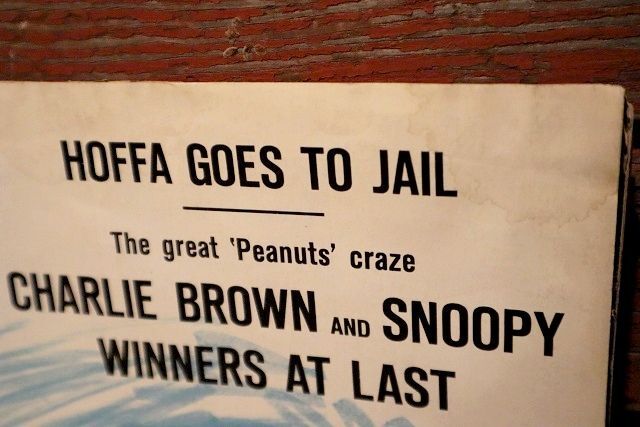 HOFFA GOES TO JAIL
The great 'Peanuts' craze
CHARLIE BROWN AND SNOOPY
WINNERS AT LAST